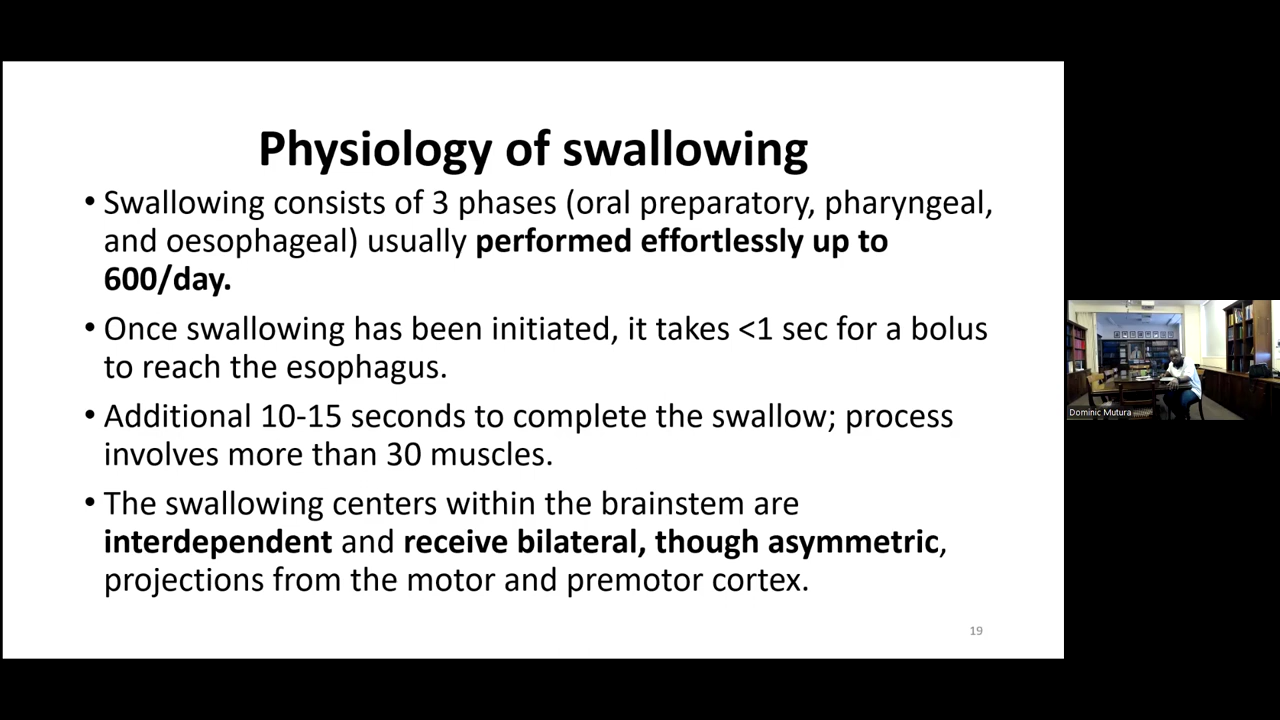 Physiology of swallowing
• Swallowing consists of 3 phases (oral preparatory, pharyngeal,
and oesophageal) usually performed effortlessly up to
600/day.
• Once swallowing has been initiated, it takes <1 sec for a bolus
to reach the esophagus.
• Additional 10-15 seconds to complete the swallow; process
involves more than 30 muscles.
• The swallowing centers within the brainstem are
interdependent and receive bilateral, though asymmetric,
projections from the motor and premotor cortex.
19
Dominic Mutura